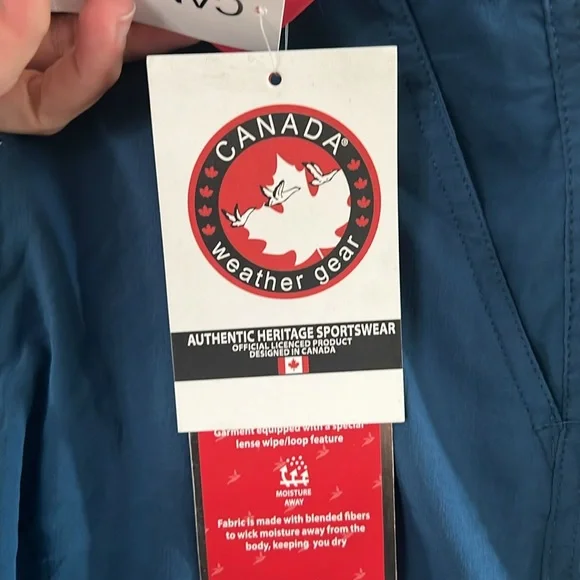 CANADA®
weather gear
AUTHENTIC HERITAGE SPORTSWEAR
OFFICIAL LICENCED PRODUCT
DESIGNED IN CANADA
Garment equipped with a special
lense wipe/loop feature
MOISTURE
AWAY
Fabric is made with blended fibers
to wick moisture away from the
body, keeping you dry